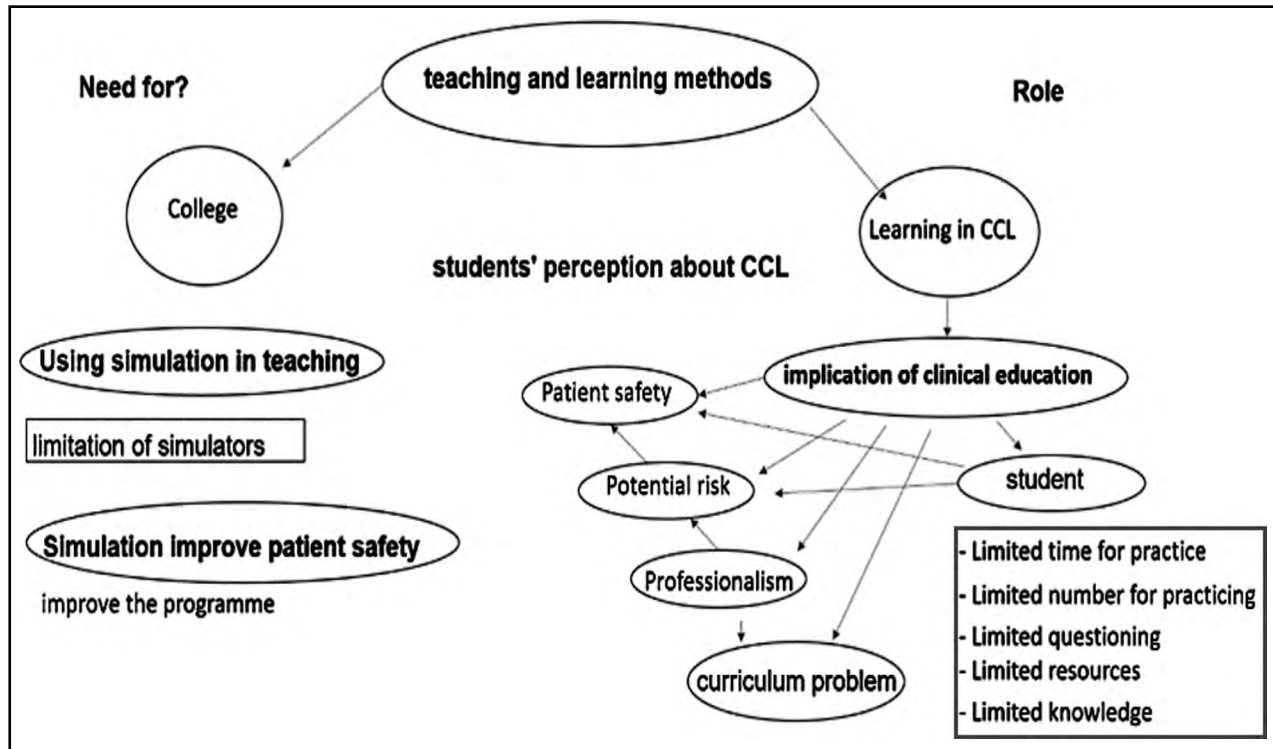 teaching and learning methods
Need for?
Role
College
Learning in CCL
students' perception about CCL
Using simulation in teaching
implication of clinical education
Patient safety
limitation of simulators
Potential risk
student
Simulation improve patient safety
Professionalism
improve the programme
curriculum problem
- Limited time for practice
- Limited number for practicing
- Limited questioning
- Limited resources
- Limited knowledge